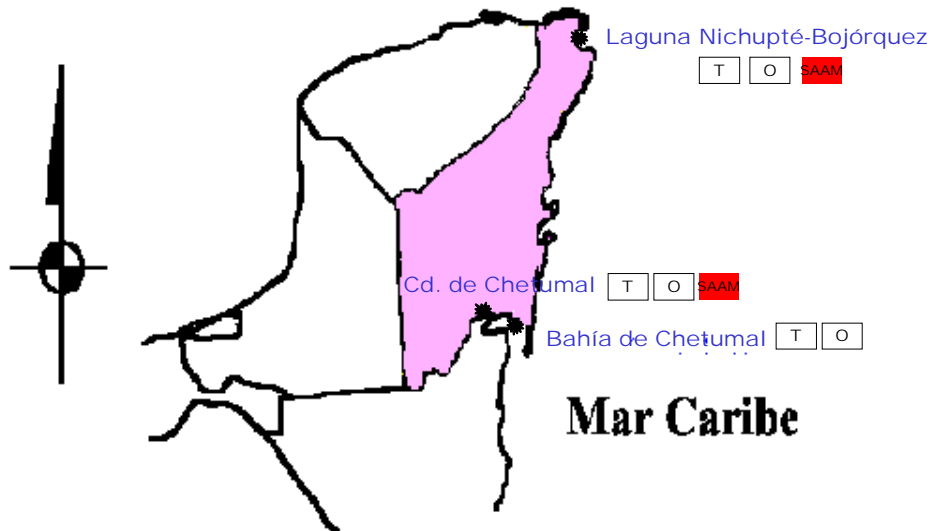 Laguna Nichupté-Bojórquez
T O SAAM
Cd. de Chetumal T O SAAM
Bahía de Chetumal T O
Mar Caribe